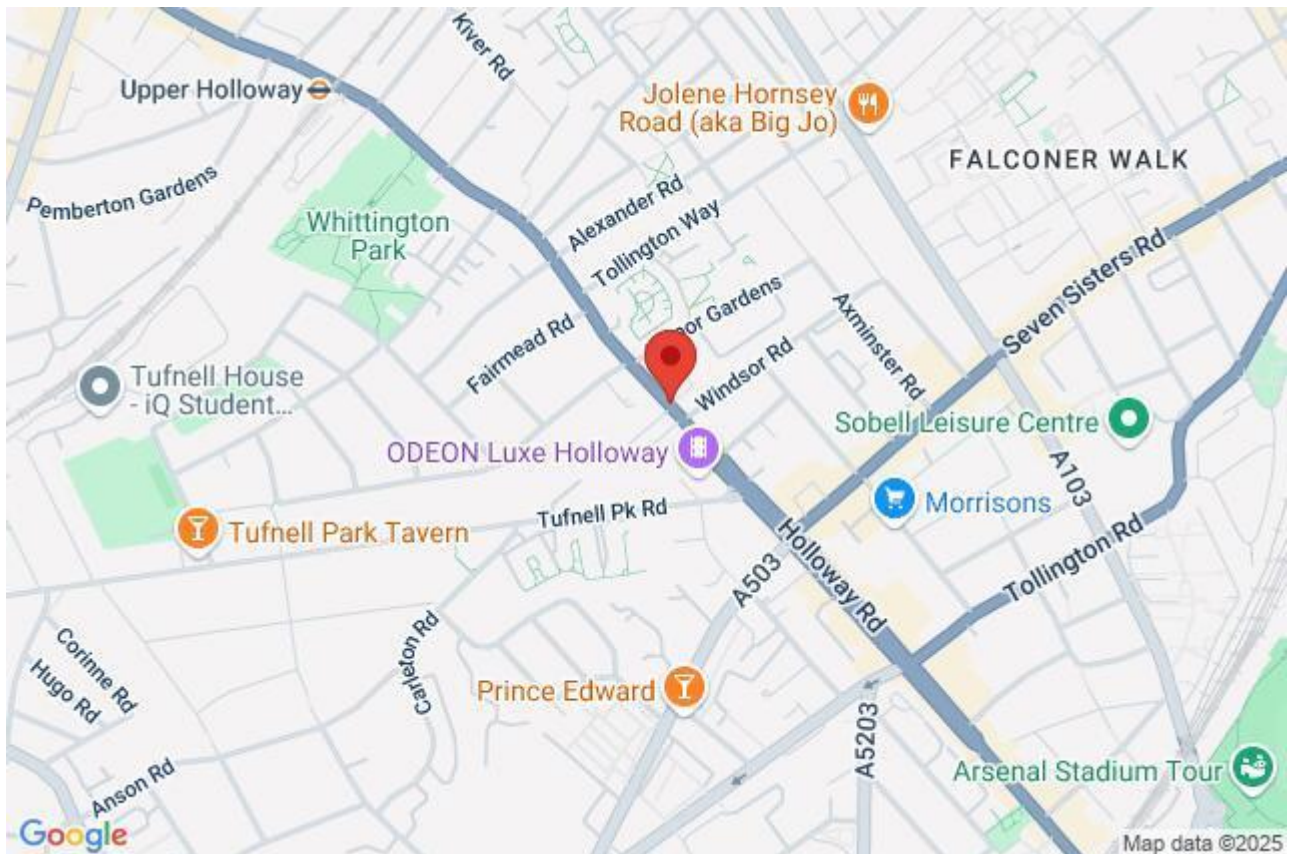 Kiver Rd
Upper Holloway
Jolene Hornsey
Road (aka Big Jo)
FALCONER WALK
Pemberton Gardens
Whittington
Park
Alexander Rd
Tollington Way
Seven Sisters Rd
oor Gardens
Axminster Rd
Fairmead Rd
Windsor Rd
Tufnell House
- iQ Student...
Sobell Leisure Centre
ODEON Luxe Holloway
A103
Morrisons
Tufnell Pk Rd
Tufnell Park Tavern
Holloway Rd
A503
Tollington Rd
Corinne Rd
Hugo Rd
Carleton Rd
Prince Edward
A5203
Anson Rd
Arsenal Stadium Tour
Google
Map data ©2025